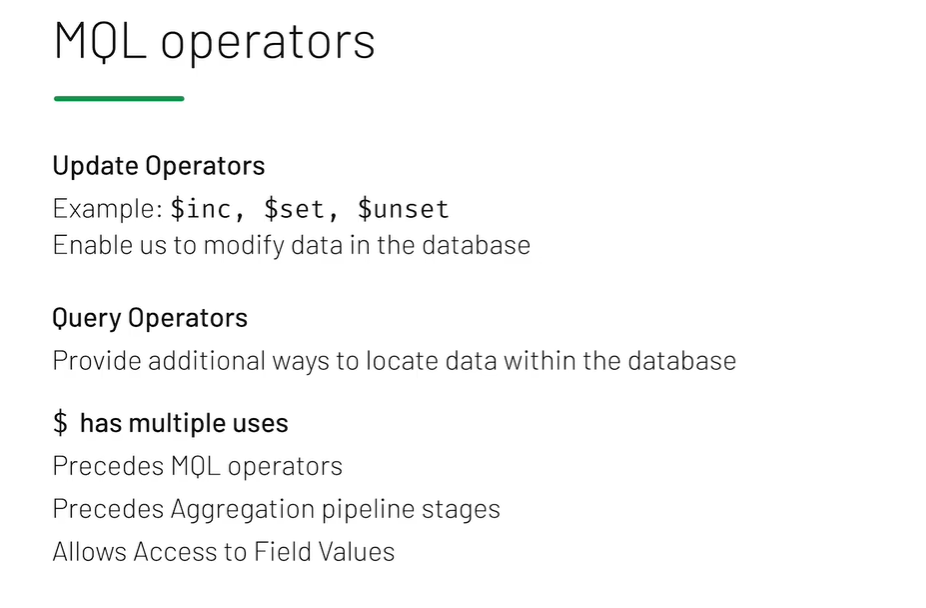 MQL operators
Update Operators
Example: $inc, $set, $unset
Enable us to modify data in the database
Query Operators
Provide additional ways to locate data within the database
$ has multiple uses
Precedes MQL operators
Precedes Aggregation pipeline stages
Allows Access to Field Values